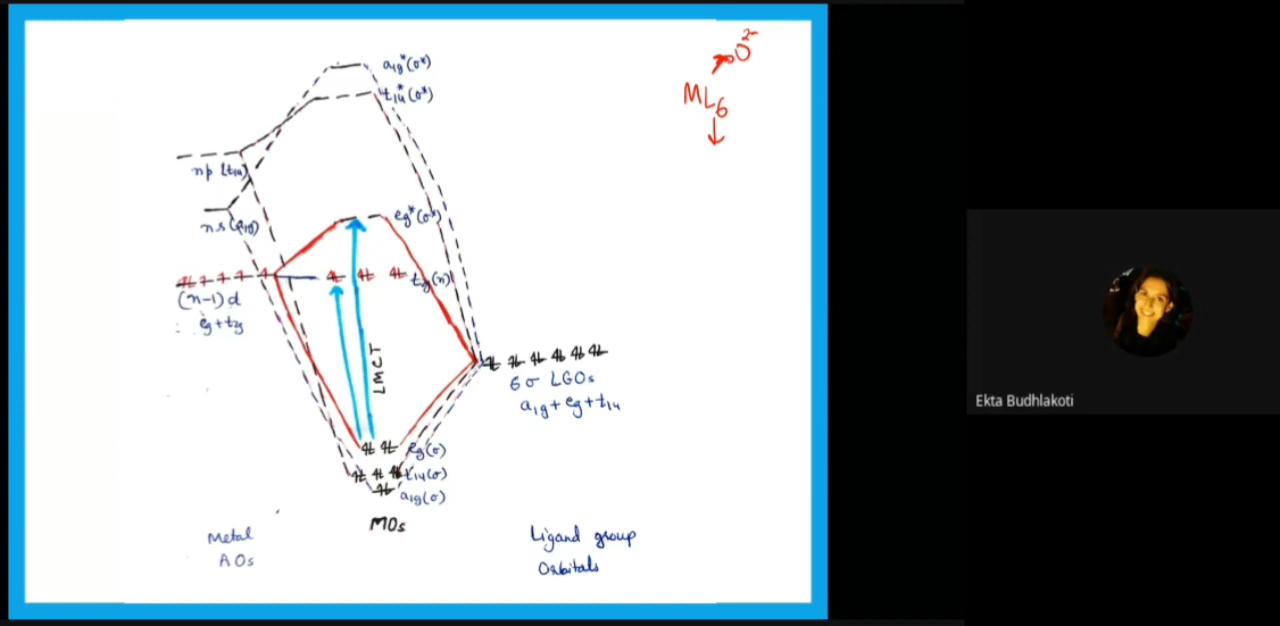 a₁g*(σ*)
t₁u*(σ*)
np (t₁u)
ns (a₁g)
eg*(σ*)
t₂g(n)
(n-1)d
eg+t₂g
LMCT
6σ LGOs
a₁g+eg+t₁u
eg(σ)
t₁u(σ)
a₁g(σ)
MOs
Metal
AOs
Ligand group
Orbitals
O²⁻
ML₆
Ekta Budhlakoti